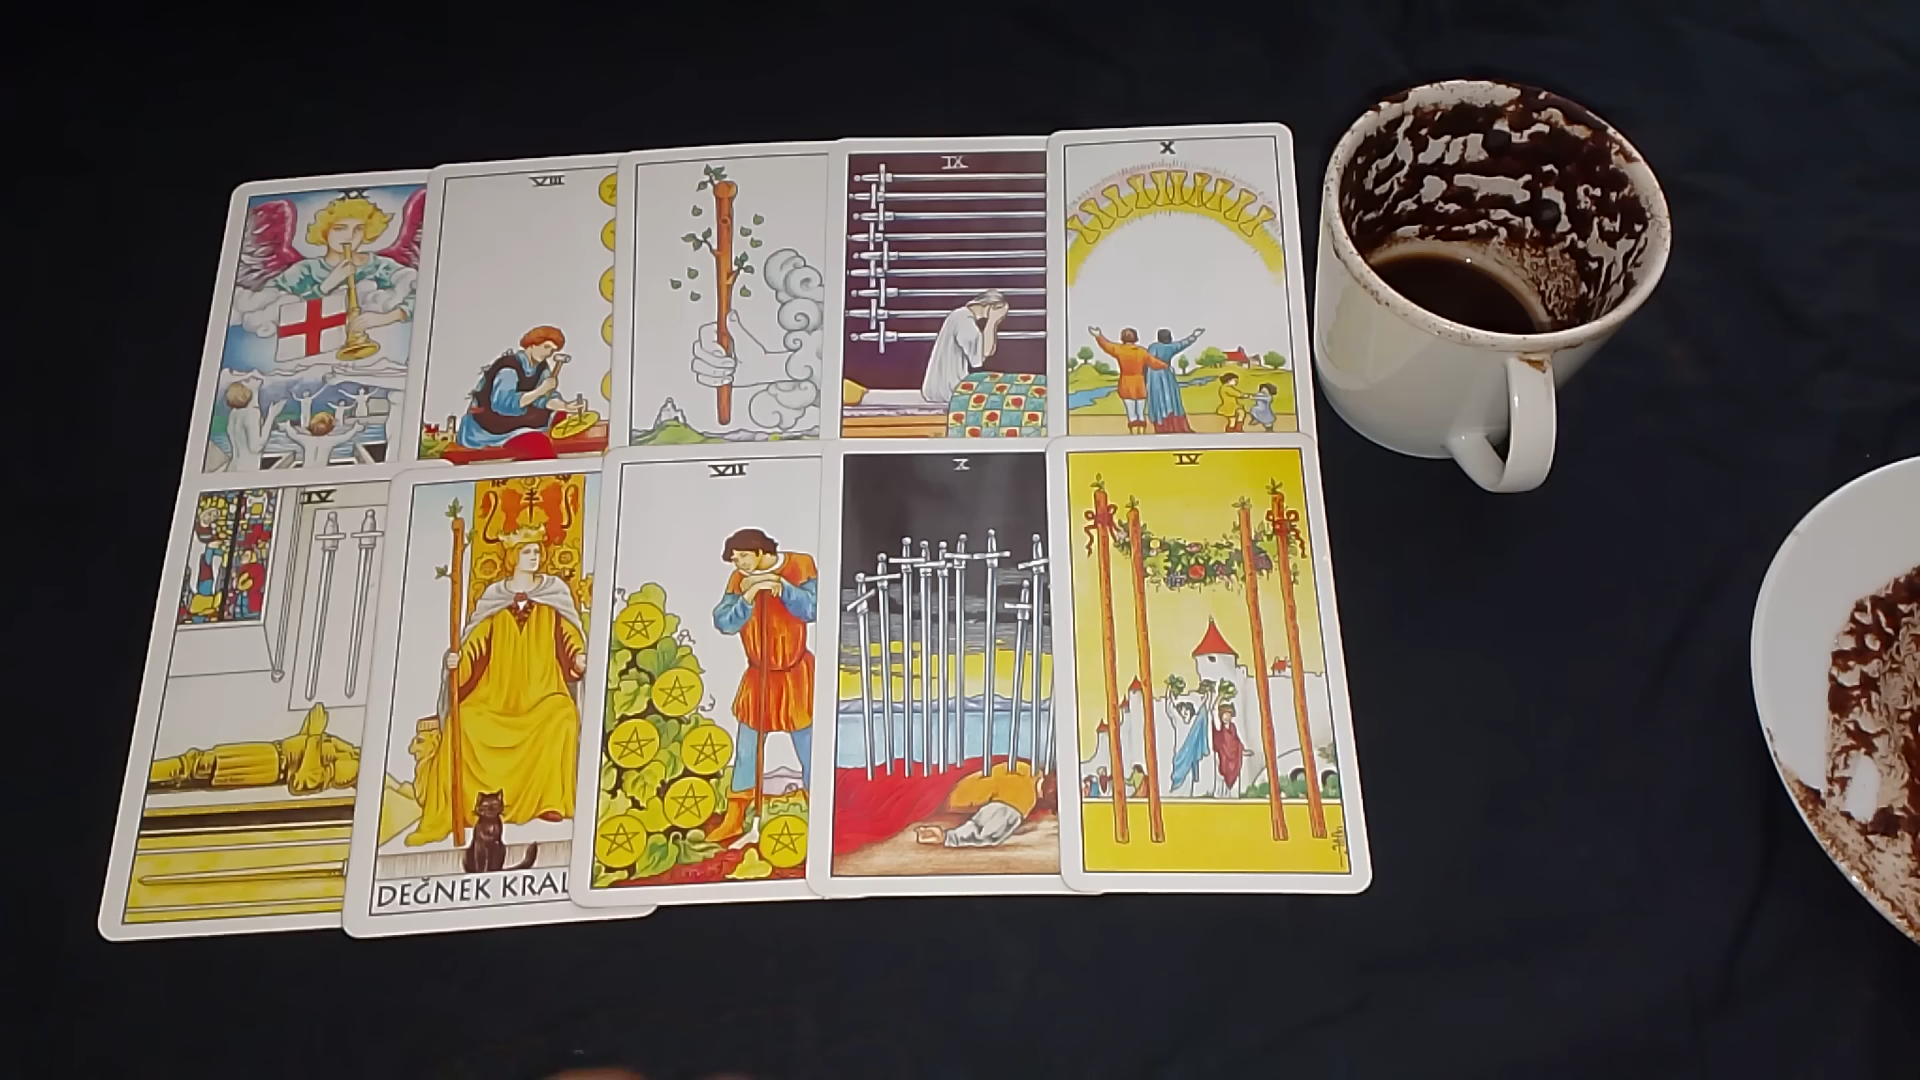 XX
VIII
IX
X
IV
DEĞNEK KRAL
VII
X
IV